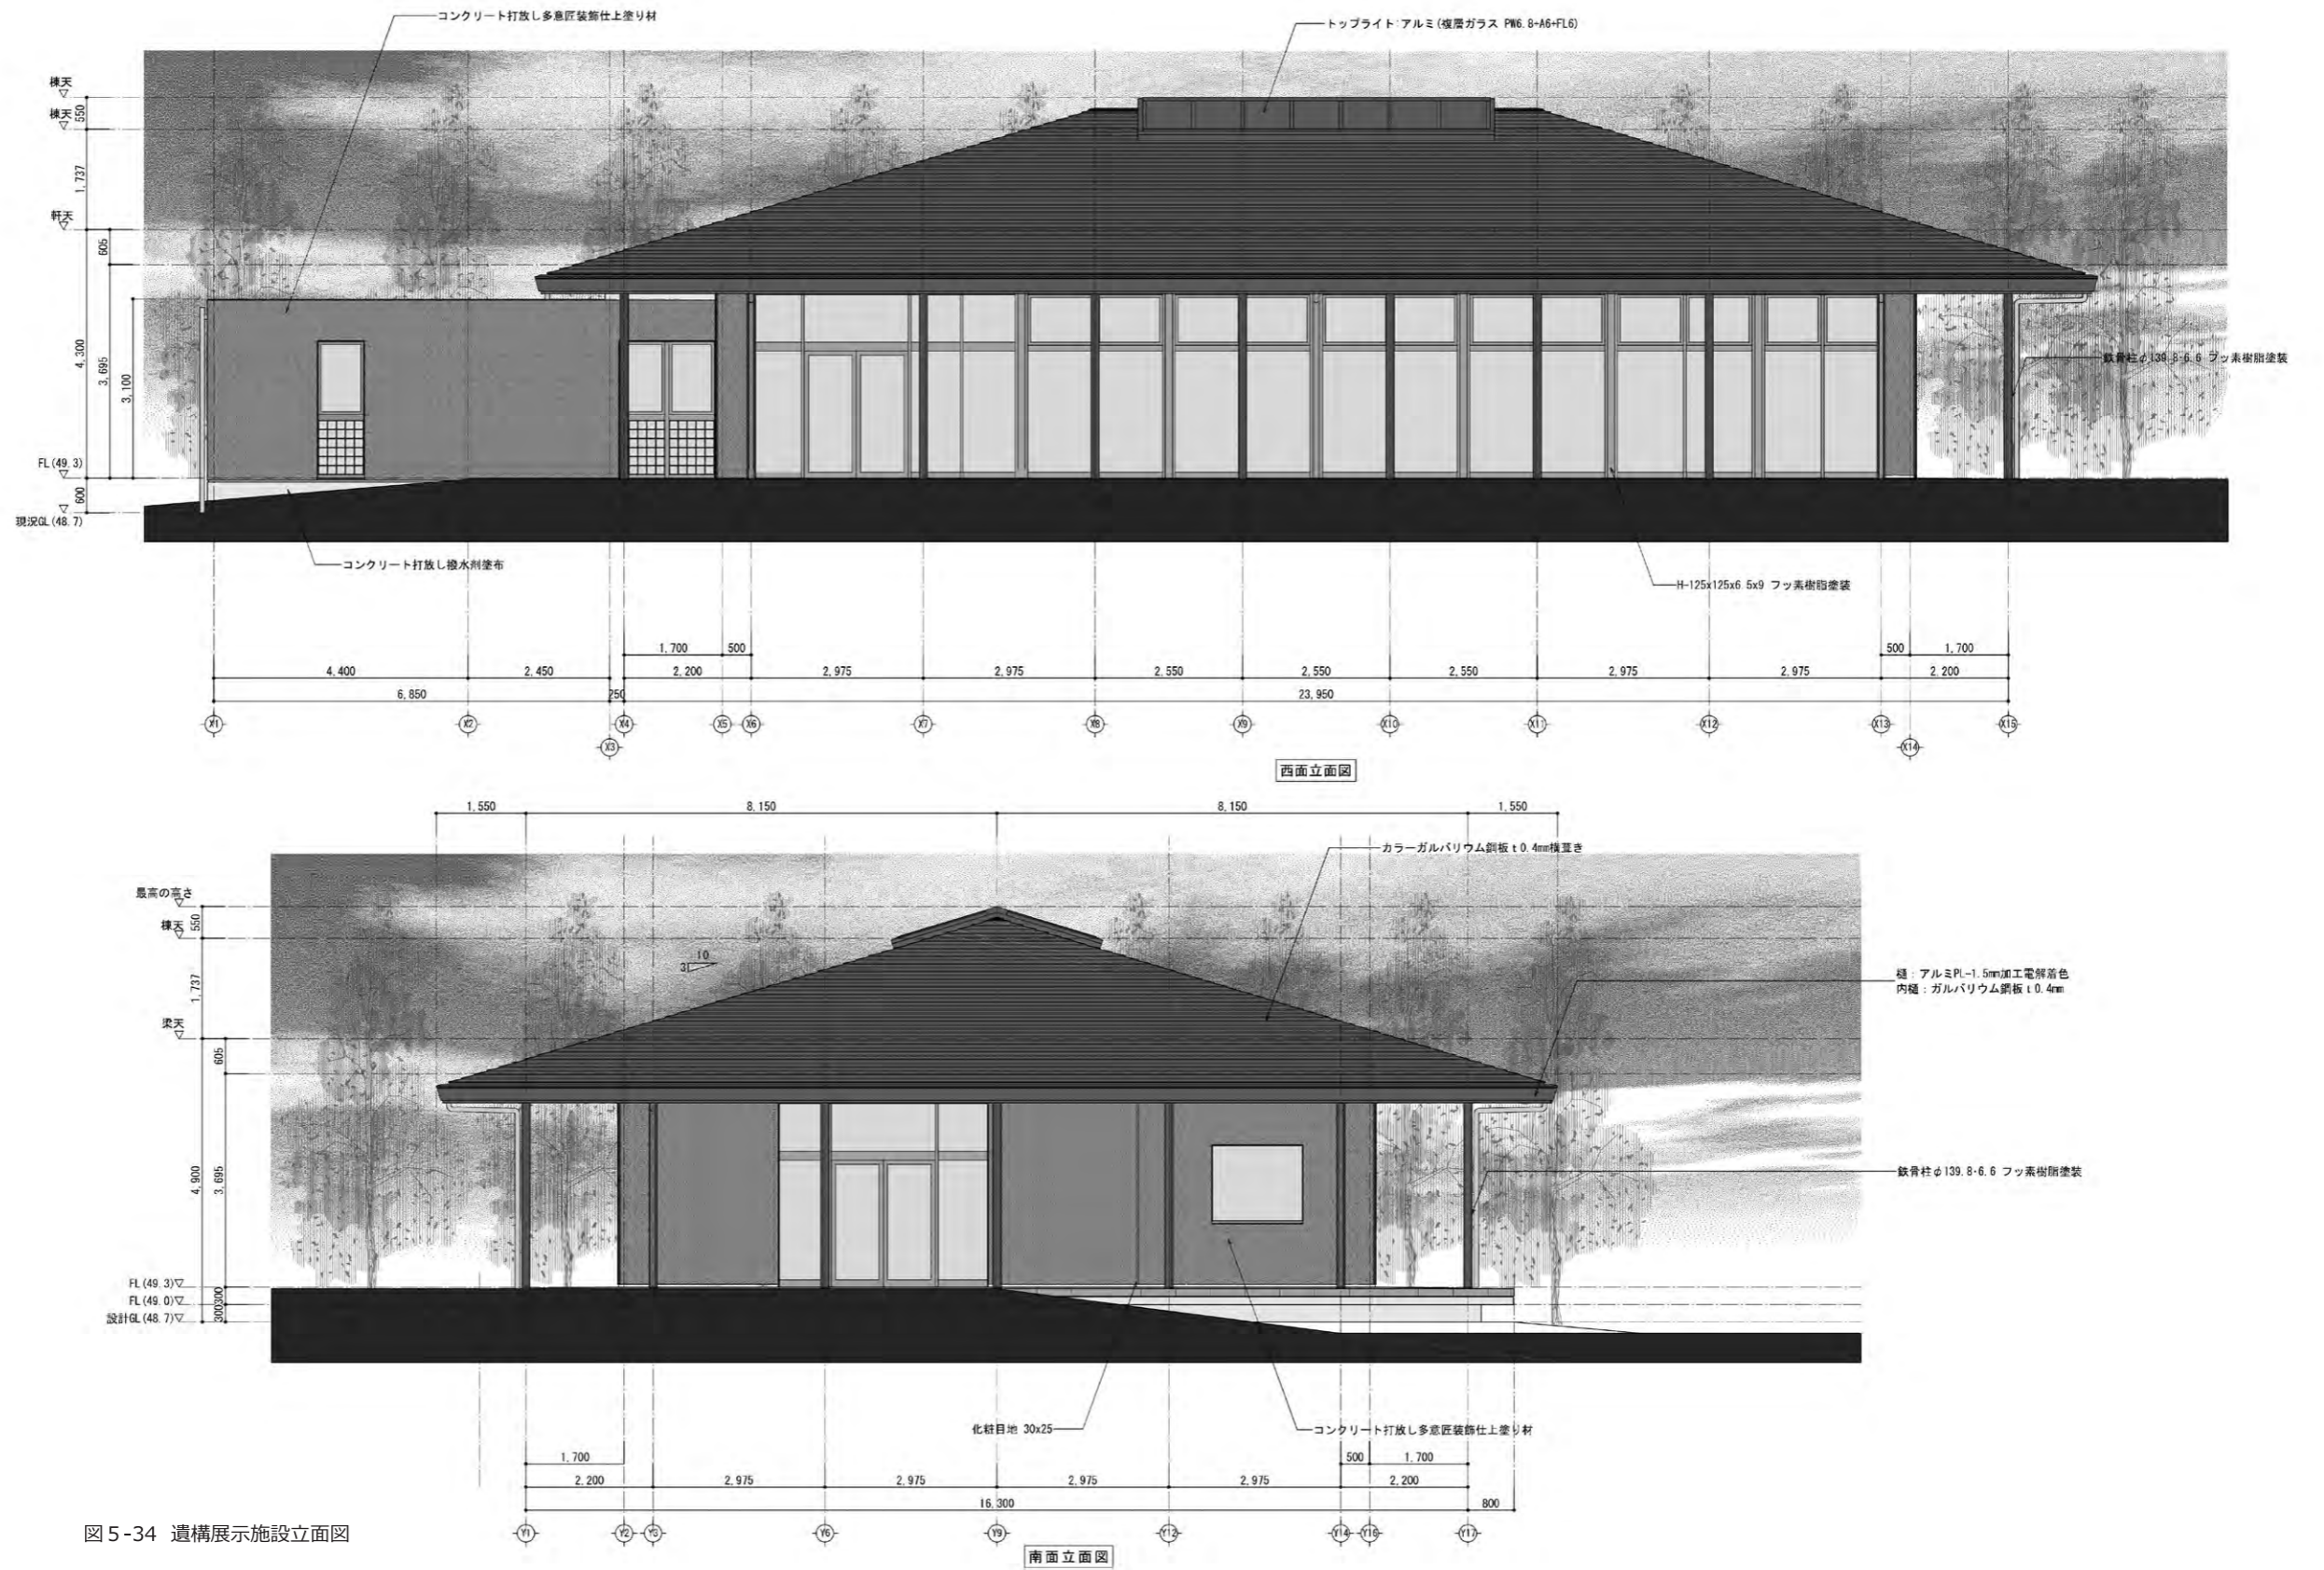 コンクリート打放し多意匠装飾仕上塗り材
トップライト:アルミ(複層ガラス PW6.8+A6+FL6)
棟天
棟天
550
1,737
軒天
605
4,300
3,695
3,100
FL(49.3)
600
現況GL(48.7)
鉄骨柱φ139.8-6.6 フッ素樹脂塗装
コンクリート打放し撥水剤塗布
H-125x125x6.5x9 フッ素樹脂塗装
1,700 500 500 1,700
4,400 2,450 2,200 2,975 2,975 2,550 2,550 2,550 2,975 2,975 2,200
6,850 250 23,950
X1 X2 X4 X5 X6 X7 X8 X9 X10 X11 X12 X13 X15
X3 X14
西面立面図
1,550 8,150 8,150 1,550
カラーガルバリウム鋼板t0.4mm横葺き
最高の高さ
550
棟天
10
3
1,737
樋：アルミPL-1.5mm加工電解着色
内樋：ガルバリウム鋼板t0.4mm
梁天
605
4,900
3,695
鉄骨柱φ139.8-6.6 フッ素樹脂塗装
FL(49.3)
FL(49.0)
設計GL(48.7)
300
300
化粧目地 30x25
コンクリート打放し多意匠装飾仕上塗り材
1,700 500 1,700
2,200 2,975 2,975 2,975 2,975 2,200
16,300 800
Y1 Y2 Y3 Y6 Y9 Y12 Y14 Y16 Y17
南面立面図
図5-34 遺構展示施設立面図